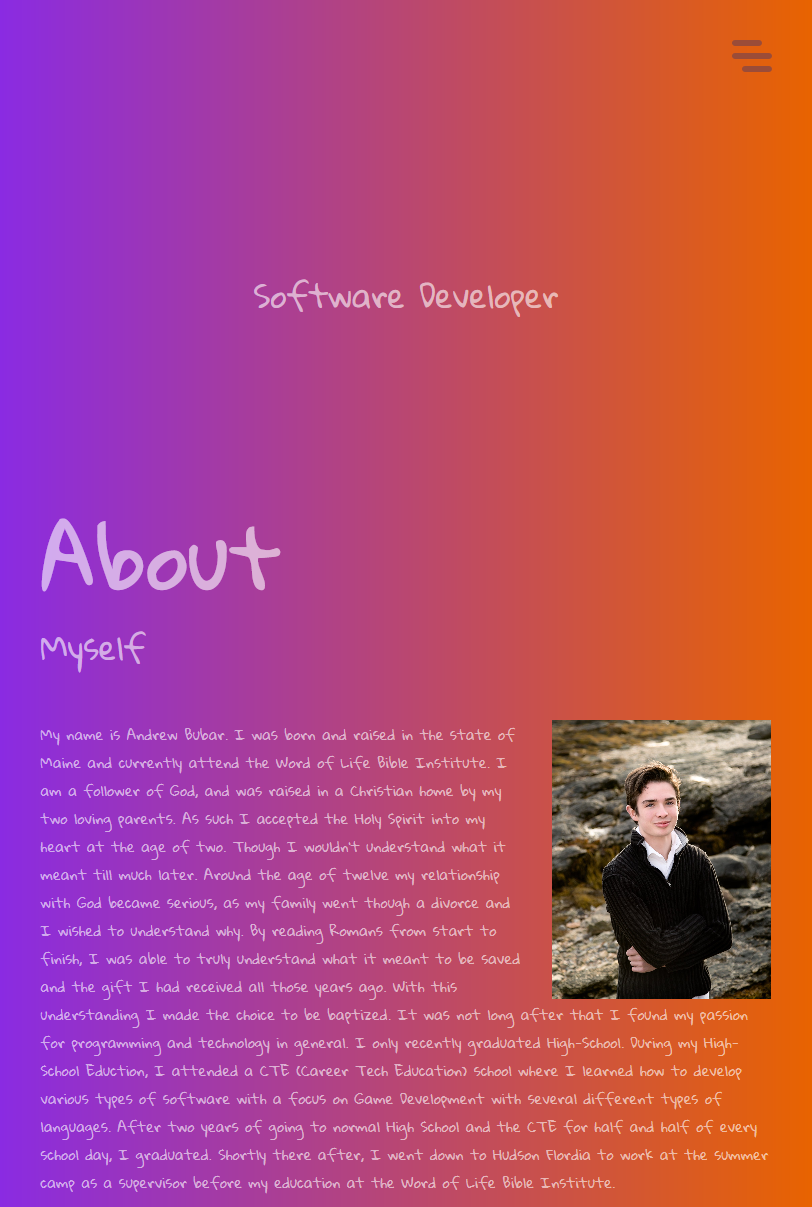 Software Developer
About
Myself
My name is Andrew Bubar. I was born and raised in the state of
Maine and currently attend the Word of Life Bible Institute. I
am a follower of God, and was raised in a Christian home by my
two loving parents. As such I accepted the Holy Spirit into my
heart at the age of two. Though I wouldn't understand what it
meant till much later. Around the age of twelve my relationship
with God became serious, as my family went though a divorce and
I wished to understand why. By reading Romans from start to
finish, I was able to truly understand what it meant to be saved
and the gift I had received all those years ago. With this
understanding I made the choice to be baptized. It was not long after that I found my passion
for programming and technology in general. I only recently graduated High-School. During my High-
School Eduction, I attended a CTE (Career Tech Education) school where I learned how to develop
various types of software with a focus on Game Development with several different types of
languages. After two years of going to normal High School and the CTE for half and half of every
school day, I graduated. Shortly there after, I went down to Hudson Flordia to work at the summer
camp as a supervisor before my education at the Word of Life Bible Institute.